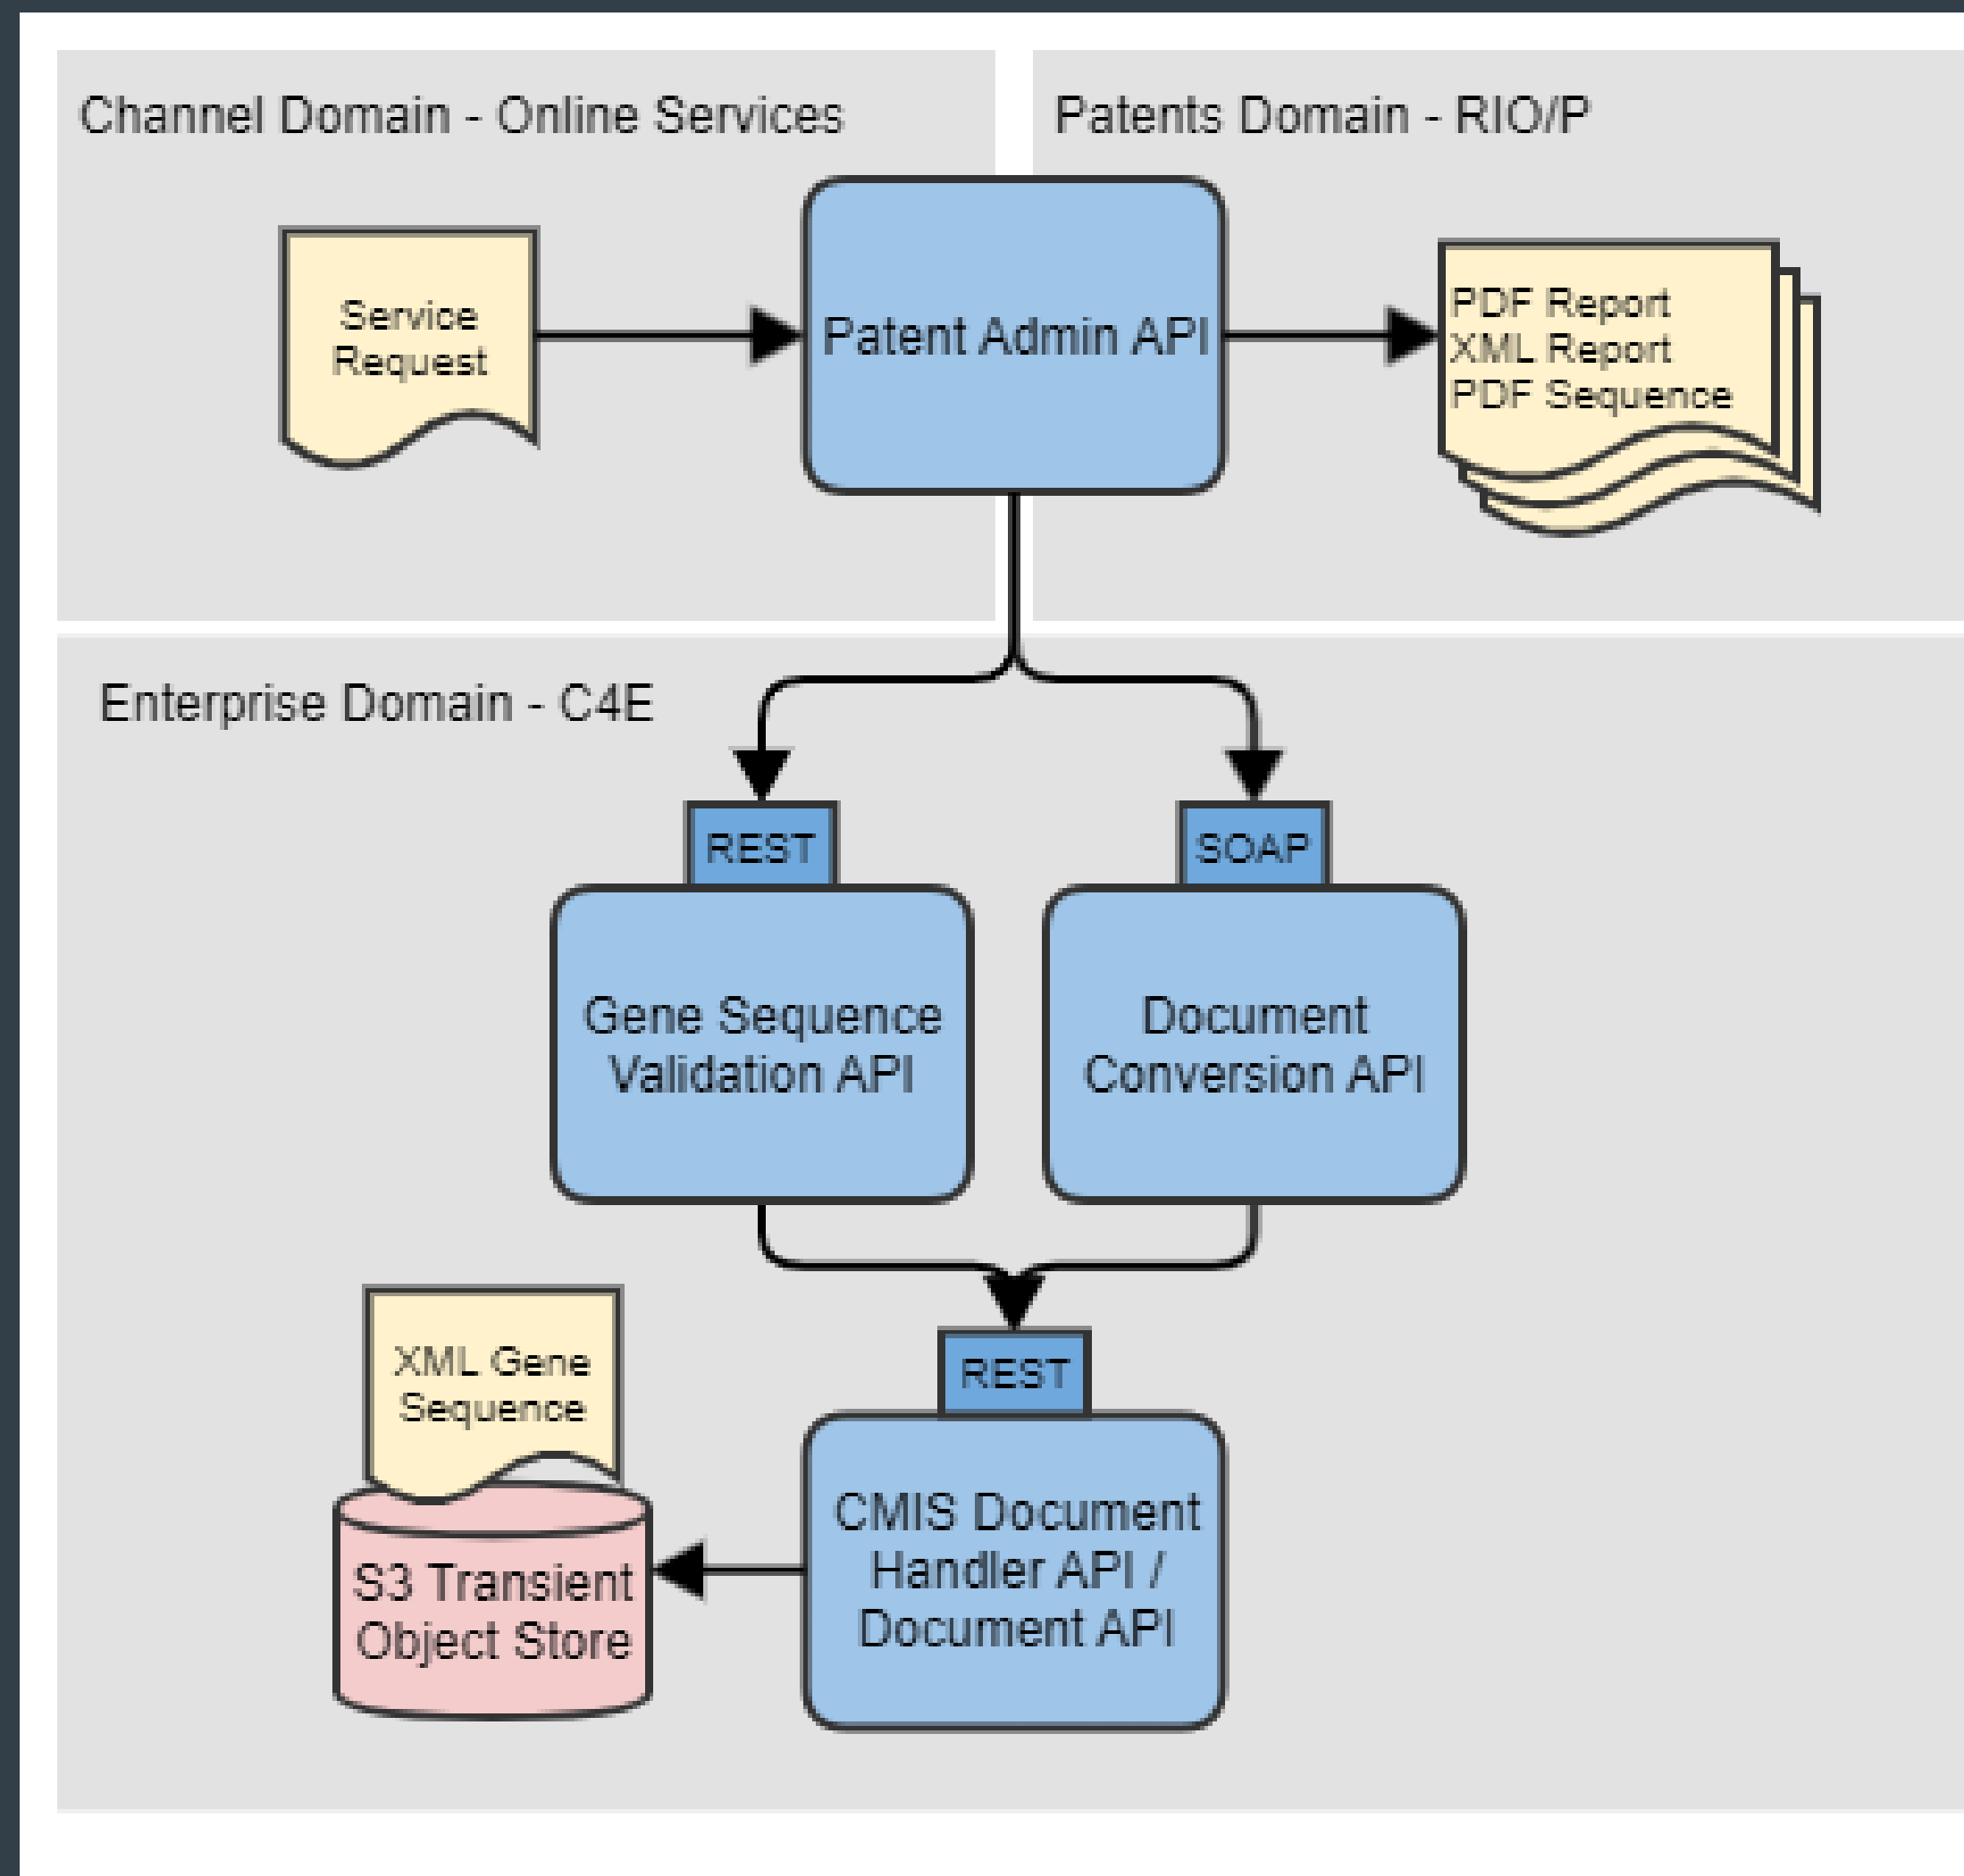 Channel Domain - Online Services
Patents Domain - RIO/P
Service
Request
Patent Admin API
PDF Report
XML Report
PDF Sequence
Enterprise Domain - C4E
REST
SOAP
Gene Sequence
Validation API
Document
Conversion API
XML Gene
Sequence
REST
S3 Transient
Object Store
CMIS Document
Handler API /
Document API